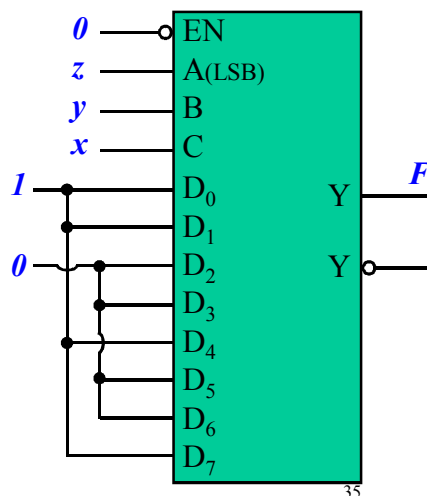 0 EN
z A(LSB)
y B
x C
1 D0 Y F
D1
0 D2 Y
D3
D4
D5
D6
D7
35